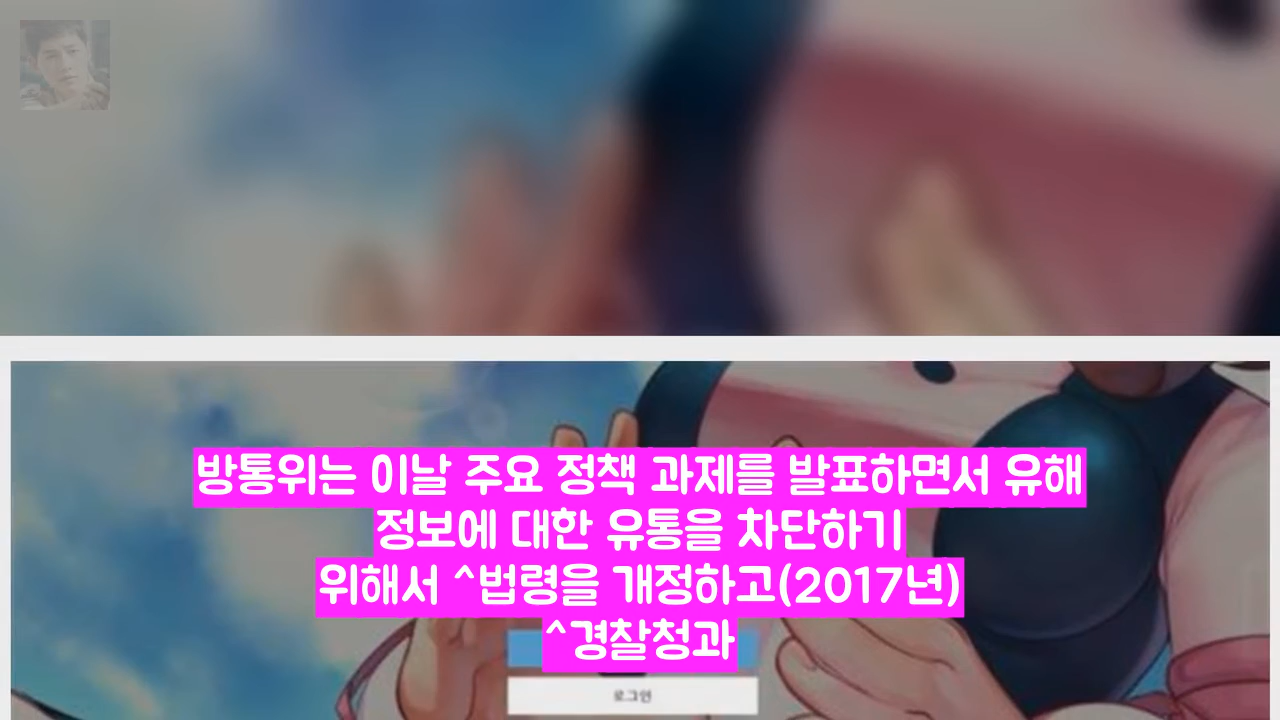 방통위는 이날 주요 정책 과제를 발표하면서 유해
정보에 대한 유통을 차단하기
위해서 ^법령을 개정하고(2017년)
^경찰청과
로그인